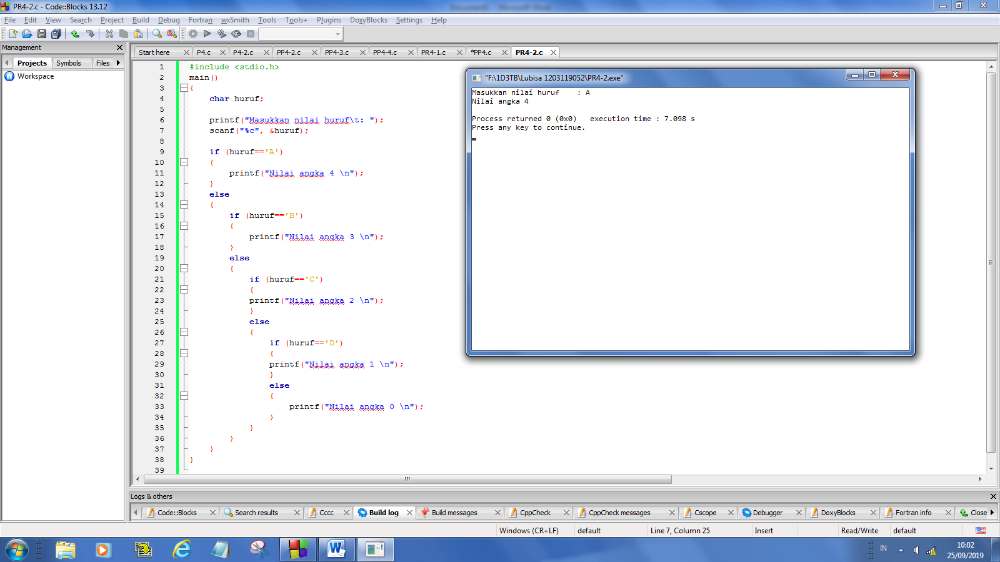 PR4-2.c - Code::Blocks 13.12
File Edit View Search Project Build Debug Fortran wxSmith Tools Tools+ Plugins DoxyBlocks Settings Help
Management
Projects Symbols Files
Workspace
Start here P4.c P4-2.c PP4-2.c PP4-3.c PP4-4.c PR4-1.c *PP4.c PR4-2.c
1 #include <stdio.h>
2 main()
3 {
4 char huruf;
5
6 printf("Masukkan nilai huruf\t: ");
7 scanf("%c", &huruf);
8
9 if (huruf=='A')
10 {
11 printf("Nilai angka 4 \n");
12 }
13 else
14 {
15 if (huruf=='B')
16 {
17 printf("Nilai angka 3 \n");
18 }
19 else
20 {
21 if (huruf=='C')
22 {
23 printf("Nilai angka 2 \n");
24 }
25 else
26 {
27 if (huruf=='D')
28 {
29 printf("Nilai angka 1 \n");
30 }
31 else
32 {
33 printf("Nilai angka 0 \n");
34 }
35 }
36 }
37 }
38 }
39
"F:\1D3TB\Lubisa 1203119052\PR4-2.exe"
Masukkan nilai huruf : A
Nilai angka 4
Process returned 0 (0x0) execution time : 7.098 s
Press any key to continue.
Logs & others
Code::Blocks Search results Cccc Build log Build messages CppCheck CppCheck messages Cscope Debugger DoxyBlocks Fortran info Close
Windows (CR+LF) default Line 7, Column 25 Insert Read/Write default
IN
10:02
25/09/2019